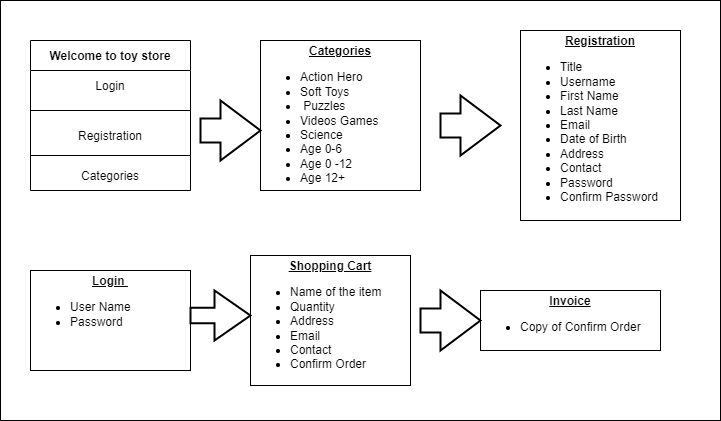 Welcome to toy store
Login
Registration
Categories
Categories
Action Hero
Soft Toys
Puzzles
Videos Games
Science
Age 0-6
Age 0 -12
Age 12+
Registration
Title
Username
First Name
Last Name
Email
Date of Birth
Address
Contact
Password
Confirm Password
Login
User Name
Password
Shopping Cart
Name of the item
Quantity
Address
Email
Contact
Confirm Order
Invoice
Copy of Confirm Order